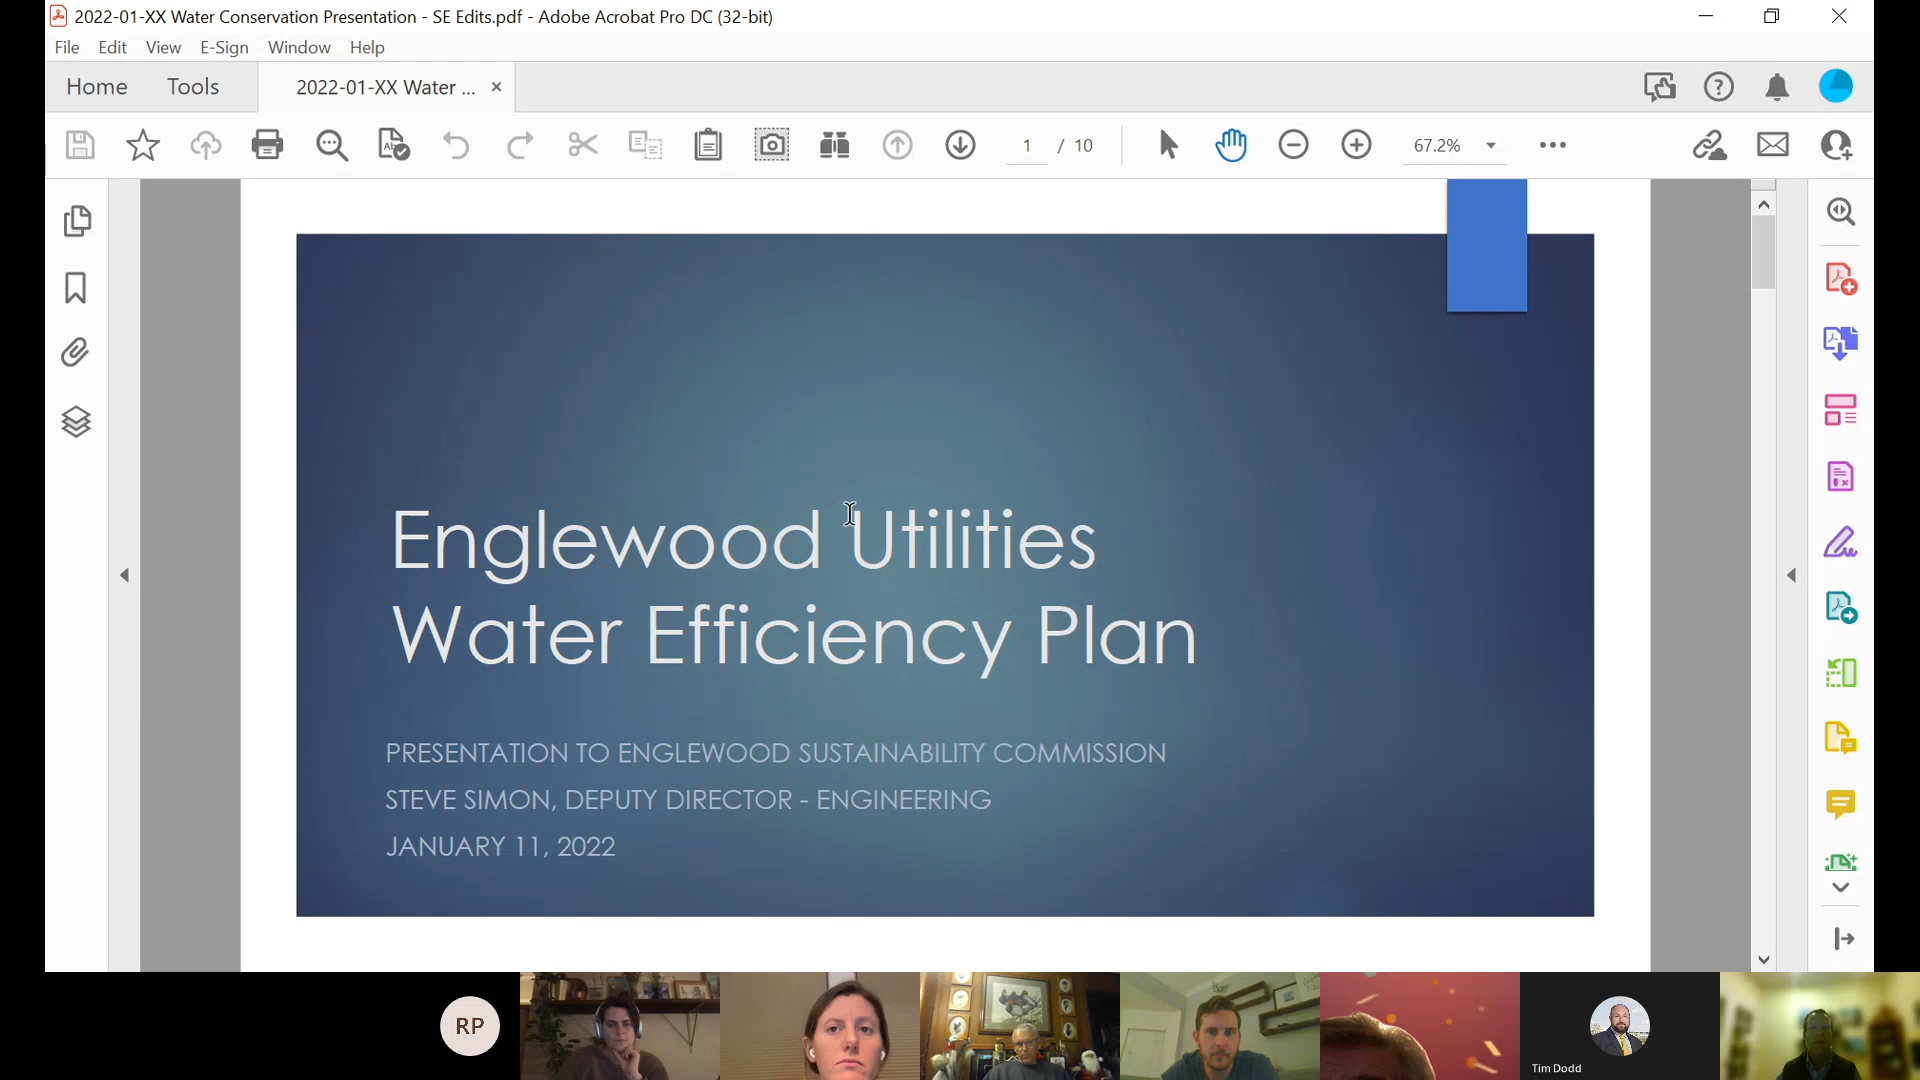 2022-01-XX Water Conservation Presentation - SE Edits.pdf - Adobe Acrobat Pro DC (32-bit)
File Edit View E-Sign Window Help
Home Tools 2022-01-XX Water ...
1 / 10 67.2%
Englewood Utilities
Water Efficiency Plan
PRESENTATION TO ENGLEWOOD SUSTAINABILITY COMMISSION
STEVE SIMON, DEPUTY DIRECTOR - ENGINEERING
JANUARY 11, 2022
RP
Tim Dodd